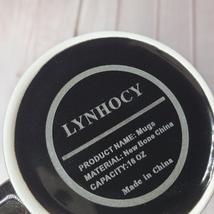 LYNHOCY
PRODUCT NAME: Mugs
MATERIAL: New Bone China
CAPACITY:16 OZ
Made in China